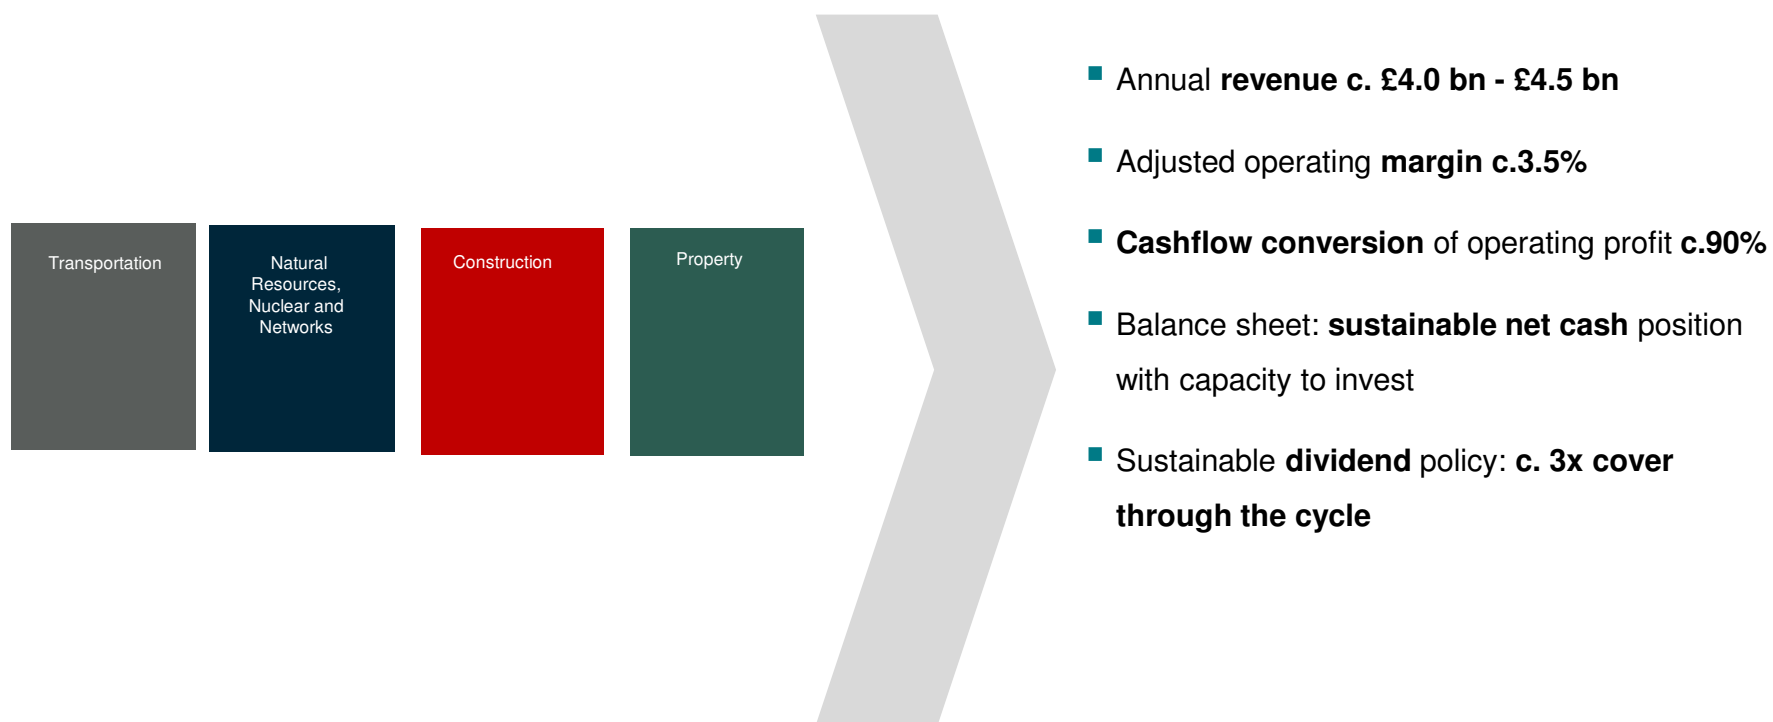 Transportation
Natural
Resources,
Nuclear and
Networks
Construction
Property
Annual revenue c. £4.0 bn - £4.5 bn
Adjusted operating margin c.3.5%
Cashflow conversion of operating profit c.90%
Balance sheet: sustainable net cash position
with capacity to invest
Sustainable dividend policy: c. 3x cover
through the cycle